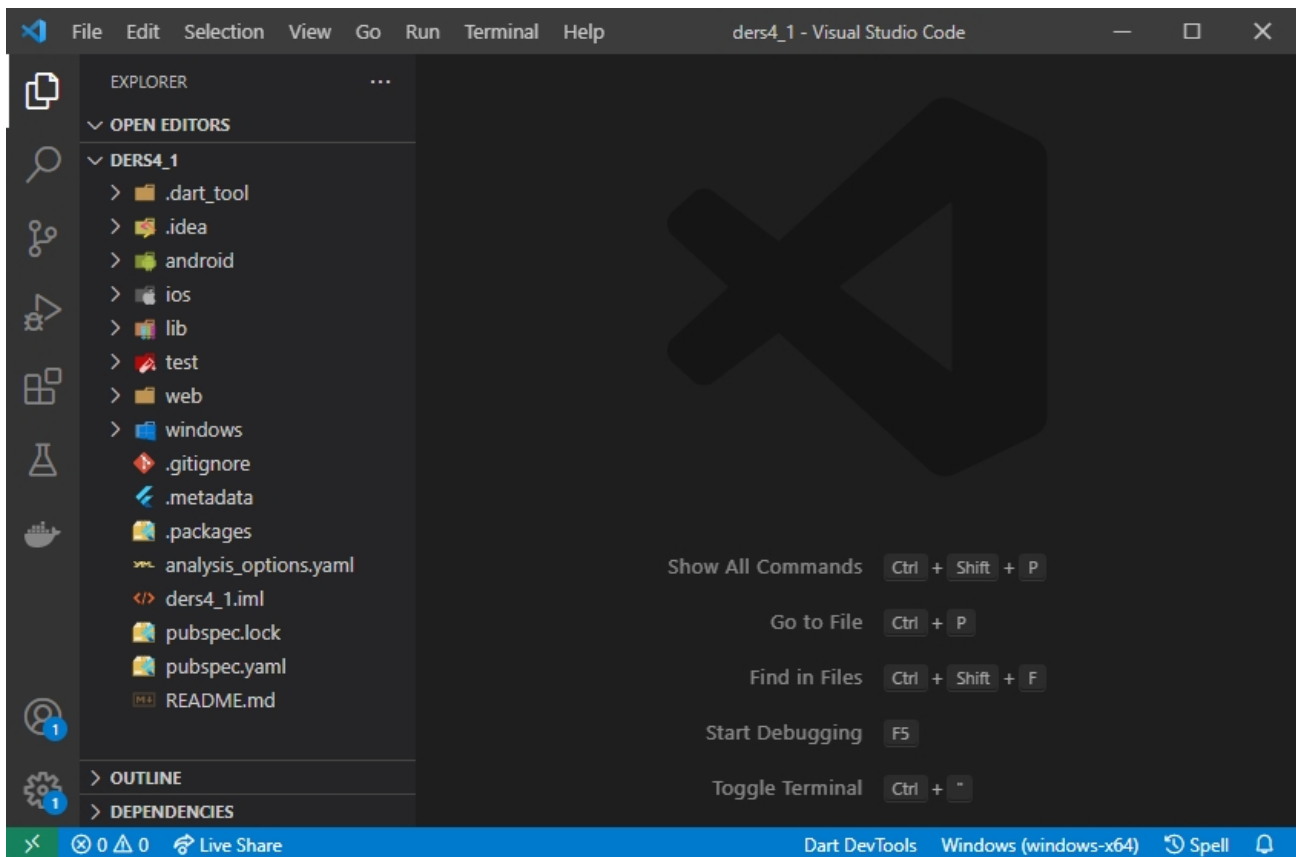 File Edit Selection View Go Run Terminal Help ders4_1 - Visual Studio Code
EXPLORER
OPEN EDITORS
DERS4_1
.dart_tool
.idea
android
ios
lib
test
web
windows
.gitignore
.metadata
.packages
analysis_options.yaml
ders4_1.iml
pubspec.lock
pubspec.yaml
README.md
OUTLINE
DEPENDENCIES
Show All Commands Ctrl + Shift + P
Go to File Ctrl + P
Find in Files Ctrl + Shift + F
Start Debugging F5
Toggle Terminal Ctrl + "
1
1
0 0 Live Share Dart DevTools Windows (windows-x64) Spell